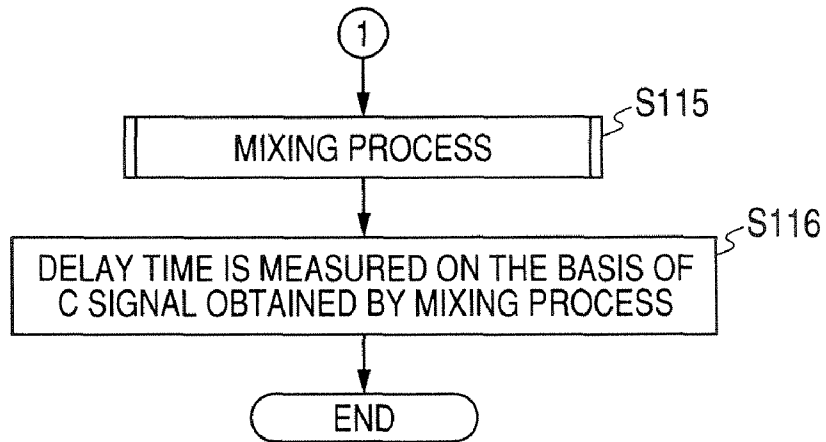 1
MIXING PROCESS
S115
DELAY TIME IS MEASURED ON THE BASIS OF
C SIGNAL OBTAINED BY MIXING PROCESS
S116
END